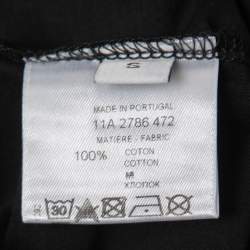 S
MADE IN PORTUGAL
11A 2786 472
MATIERE - FABRIC
100% COTON
COTTON
ХЛОПОК
30